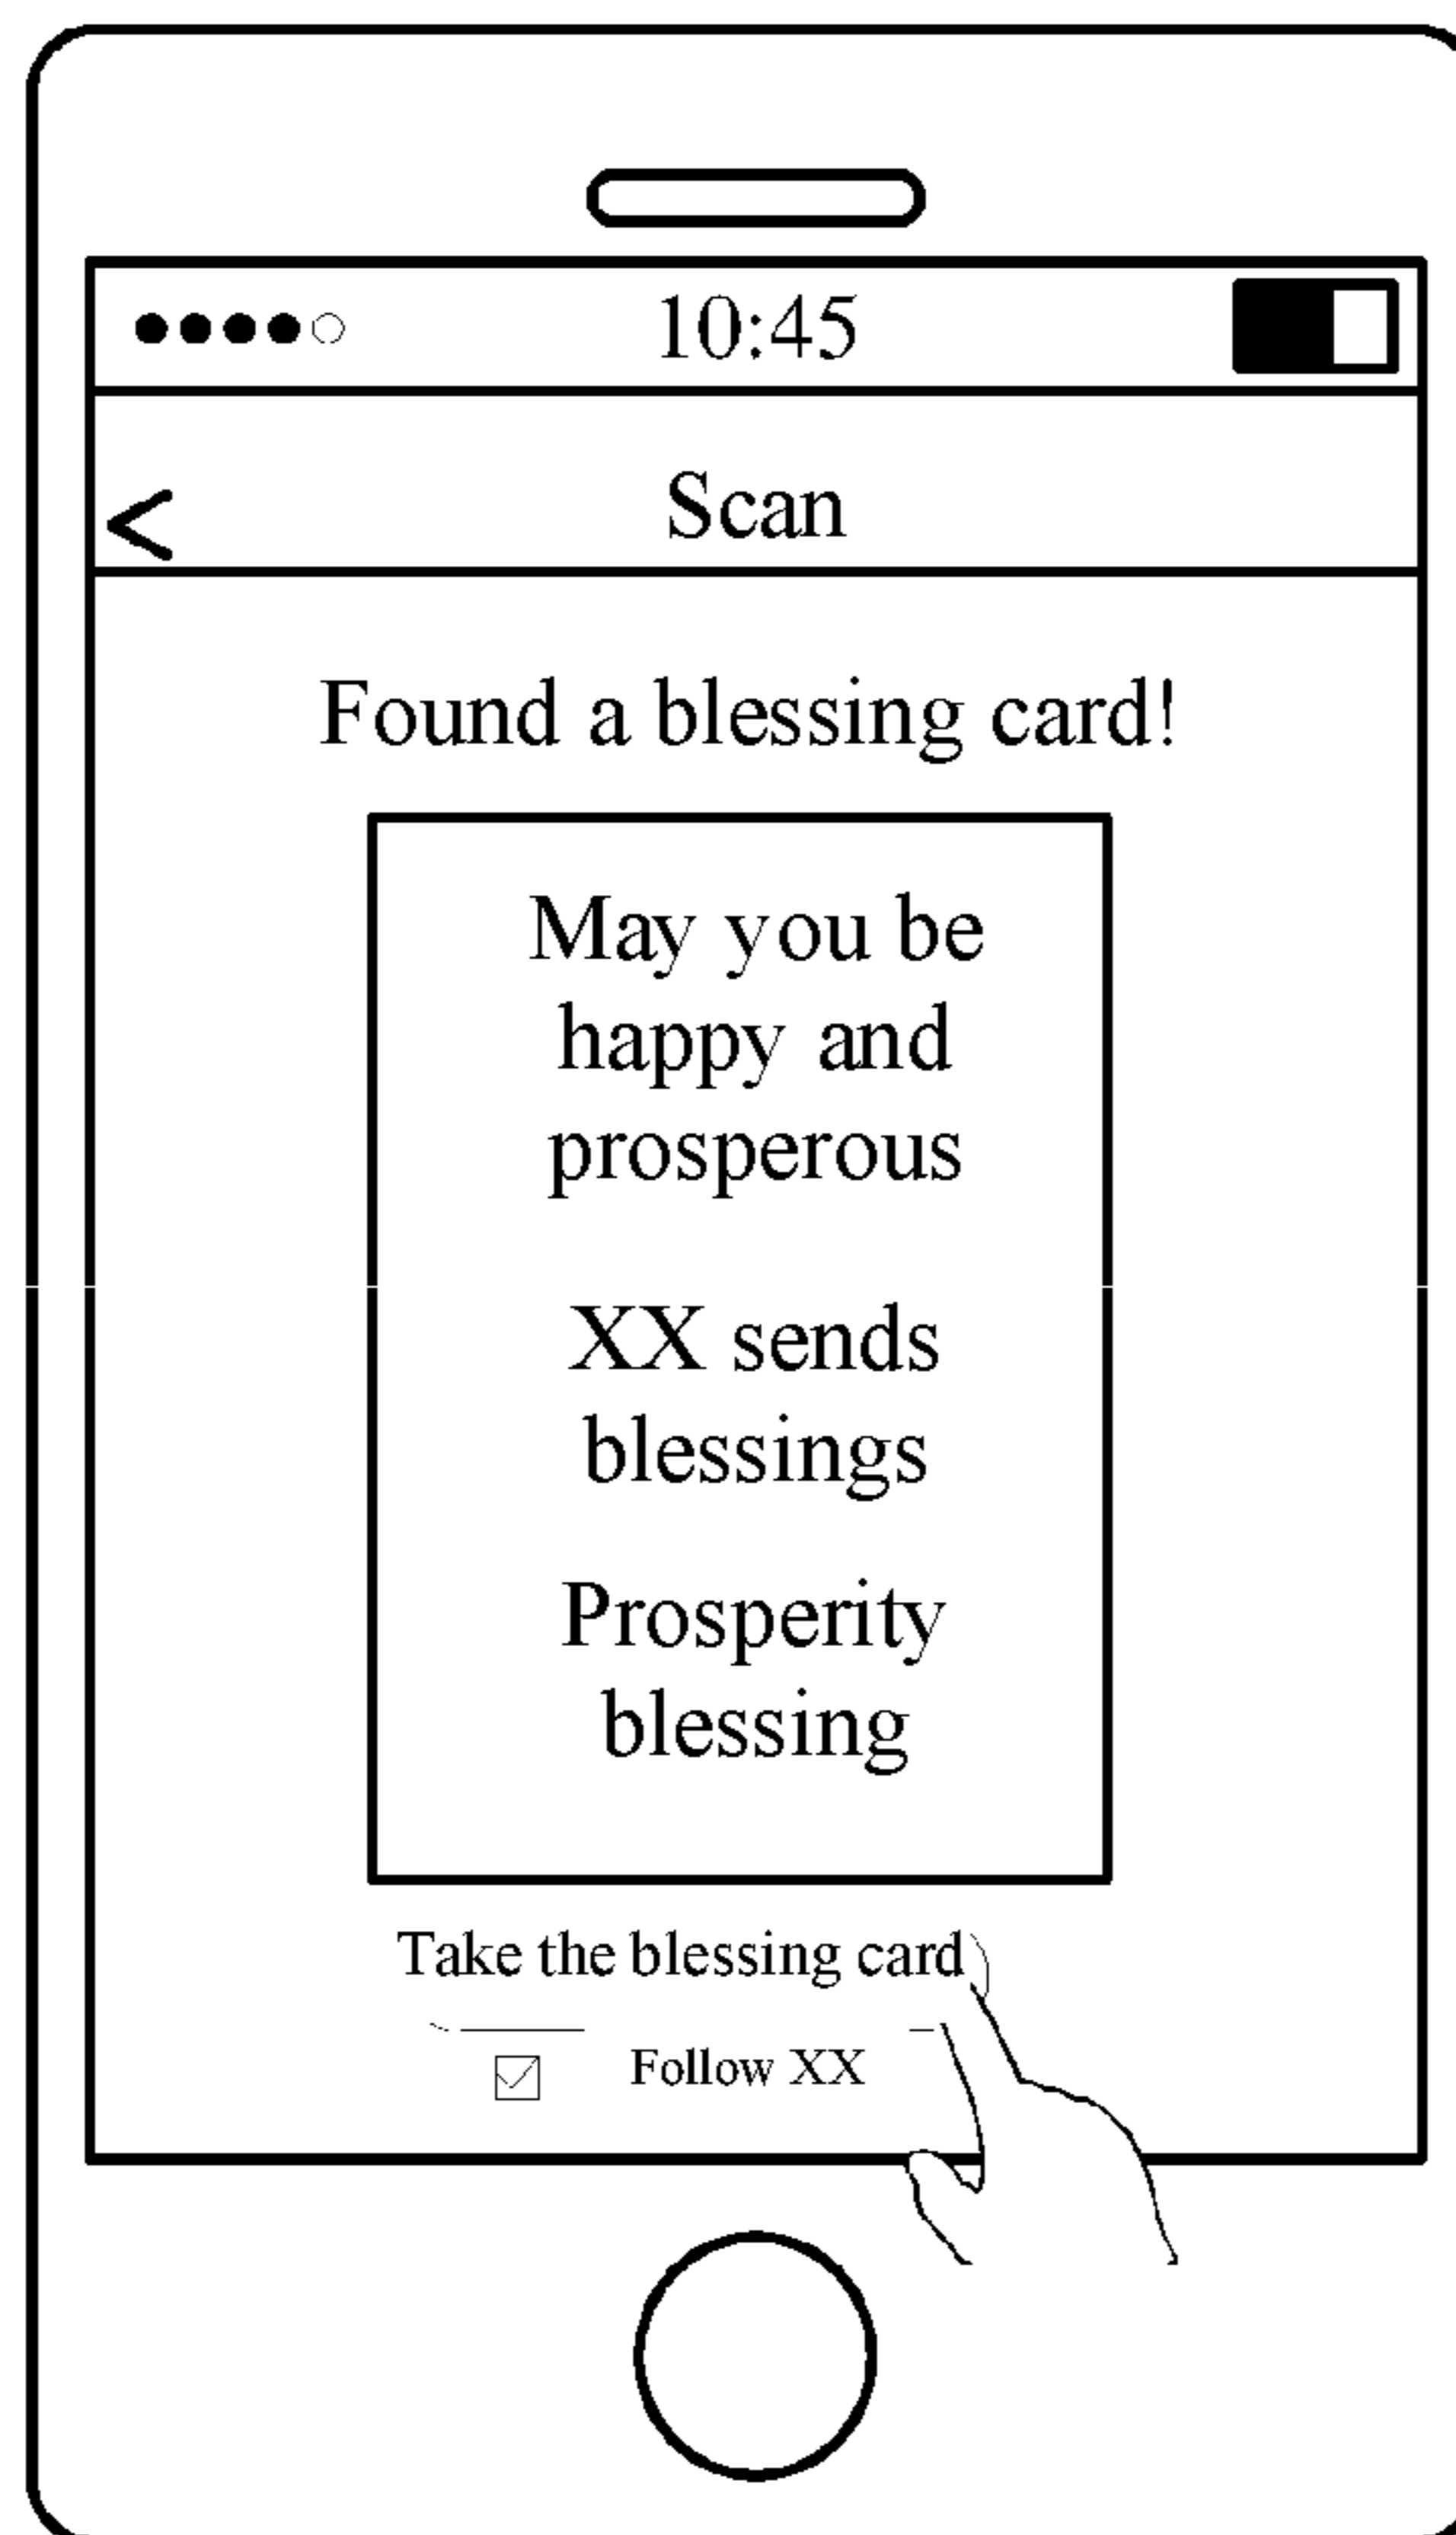 10:45
<
Scan
Found a blessing card!
May you be
happy and
prosperous
XX sends
blessings
Prosperity
blessing
Take the blessing card
Follow XX